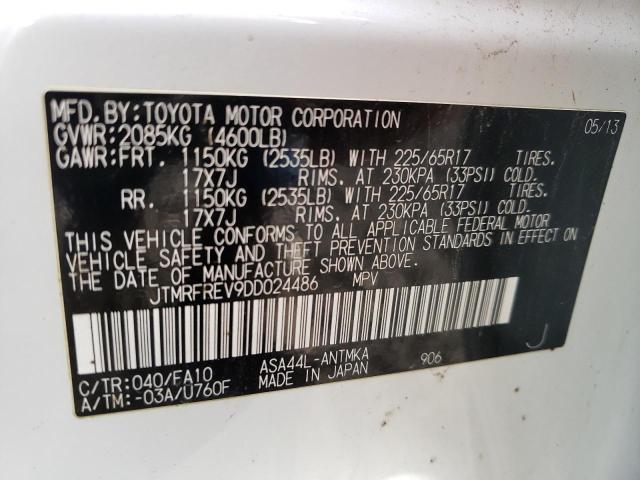 MFD.BY:TOYOTA MOTOR CORPORATION 05/13
GVWR:2085KG (4600LB)
GAWR:FRT. 1150KG (2535LB) WITH 225/65R17 TIRES.
17X7J RIMS. AT 230KPA (33PSI) COLD.
RR. 1150KG (2535LB) WITH 225/65R17 TIRES.
17X7J RIMS. AT 230KPA (33PSI) COLD.
THIS VEHICLE CONFORMS TO ALL APPLICABLE FEDERAL MOTOR
VEHICLE SAFETY AND THEFT PREVENTION STANDARDS IN EFFECT ON
THE DATE OF MANUFACTURE SHOWN ABOVE.
JTMRFREV9DD024486 MPV
J
C/TR:040/FA10 ASA44L-ANTMKA 906
A/TM:-03A/U760F MADE IN JAPAN